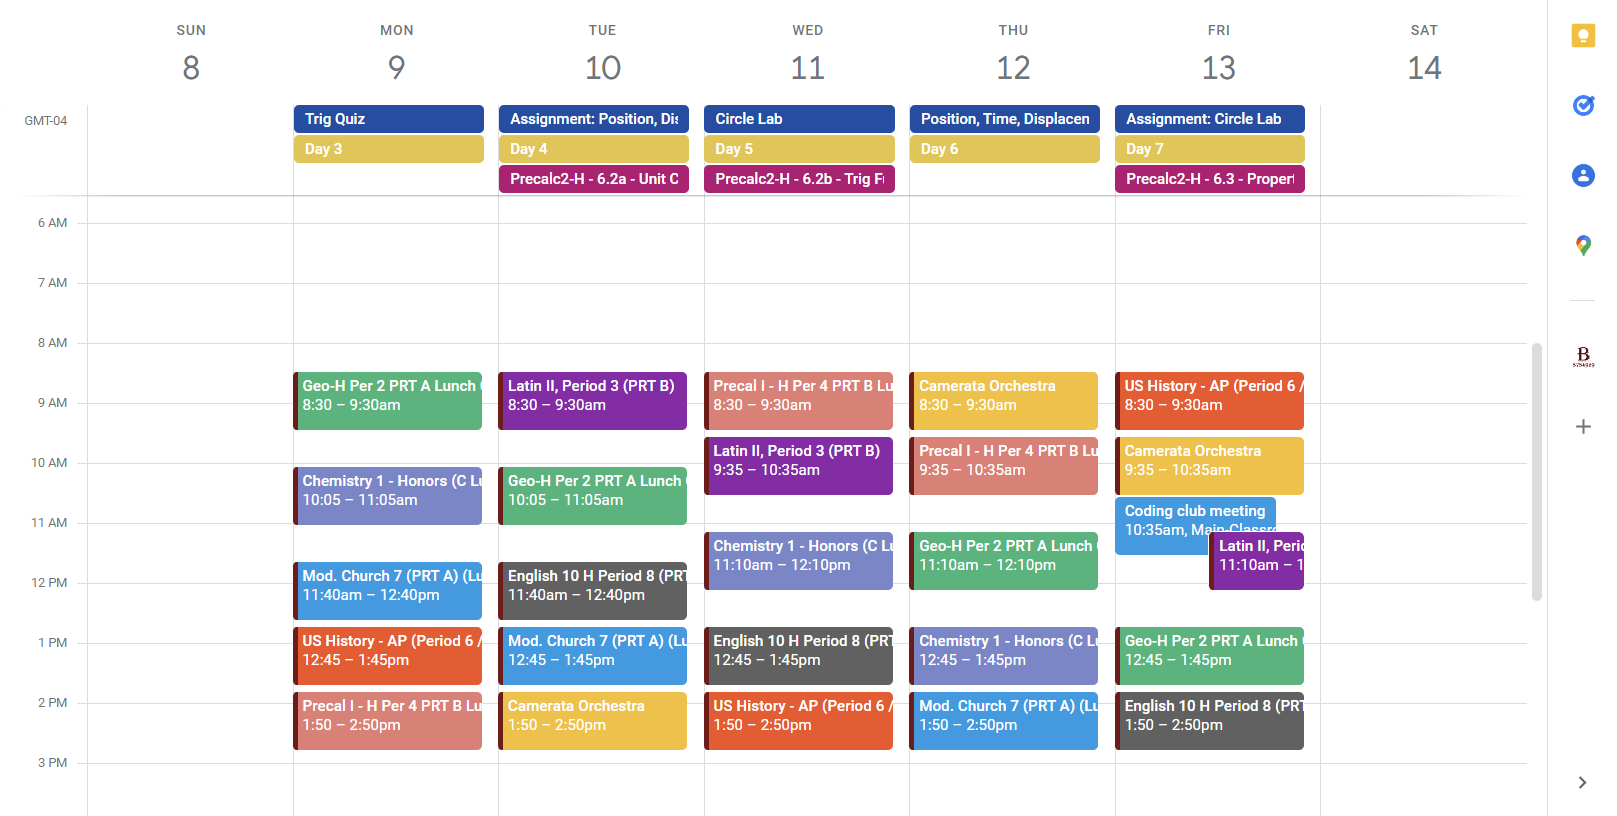 SUN MON TUE WED THU FRI SAT
8 9 10 11 12 13 14
GMT-04
Trig Quiz
Assignment: Position, Dis
Circle Lab
Position, Time, Displacen
Assignment: Circle Lab
Day 3
Day 4
Day 5
Day 6
Day 7
Precalc2-H - 6.2a - Unit C
Precalc2-H - 6.2b - Trig F
Precalc2-H - 6.3 - Proper
6 AM
7 AM
8 AM
9 AM
10 AM
11 AM
12 PM
1 PM
2 PM
3 PM
Geo-H Per 2 PRT A Lunch
8:30 – 9:30am
Chemistry 1 - Honors (C Lu
10:05 – 11:05am
Mod. Church 7 (PRT A) (Lu
11:40am – 12:40pm
US History - AP (Period 6 /
12:45 – 1:45pm
Precal I - H Per 4 PRT B Lu
1:50 – 2:50pm
Latin II, Period 3 (PRT B)
8:30 – 9:30am
Geo-H Per 2 PRT A Lunch
10:05 – 11:05am
English 10 H Period 8 (PRT
11:40am – 12:40pm
Mod. Church 7 (PRT A) (Lu
12:45 – 1:45pm
Camerata Orchestra
1:50 – 2:50pm
Precal I - H Per 4 PRT B Lu
8:30 – 9:30am
Latin II, Period 3 (PRT B)
9:35 – 10:35am
Chemistry 1 - Honors (C Lu
11:10am – 12:10pm
English 10 H Period 8 (PRT
12:45 – 1:45pm
US History - AP (Period 6 /
1:50 – 2:50pm
Camerata Orchestra
8:30 – 9:30am
Precal I - H Per 4 PRT B Lu
9:35 – 10:35am
Geo-H Per 2 PRT A Lunch
11:10am – 12:10pm
Chemistry 1 - Honors (C Lu
12:45 – 1:45pm
Mod. Church 7 (PRT A) (Lu
1:50 – 2:50pm
US History - AP (Period 6 /
8:30 – 9:30am
Camerata Orchestra
9:35 – 10:35am
Coding club meeting
10:35am, Main-Classro
Latin II, Peric
11:10am – 1
Geo-H Per 2 PRT A Lunch
12:45 – 1:45pm
English 10 H Period 8 (PRT
1:50 – 2:50pm
B